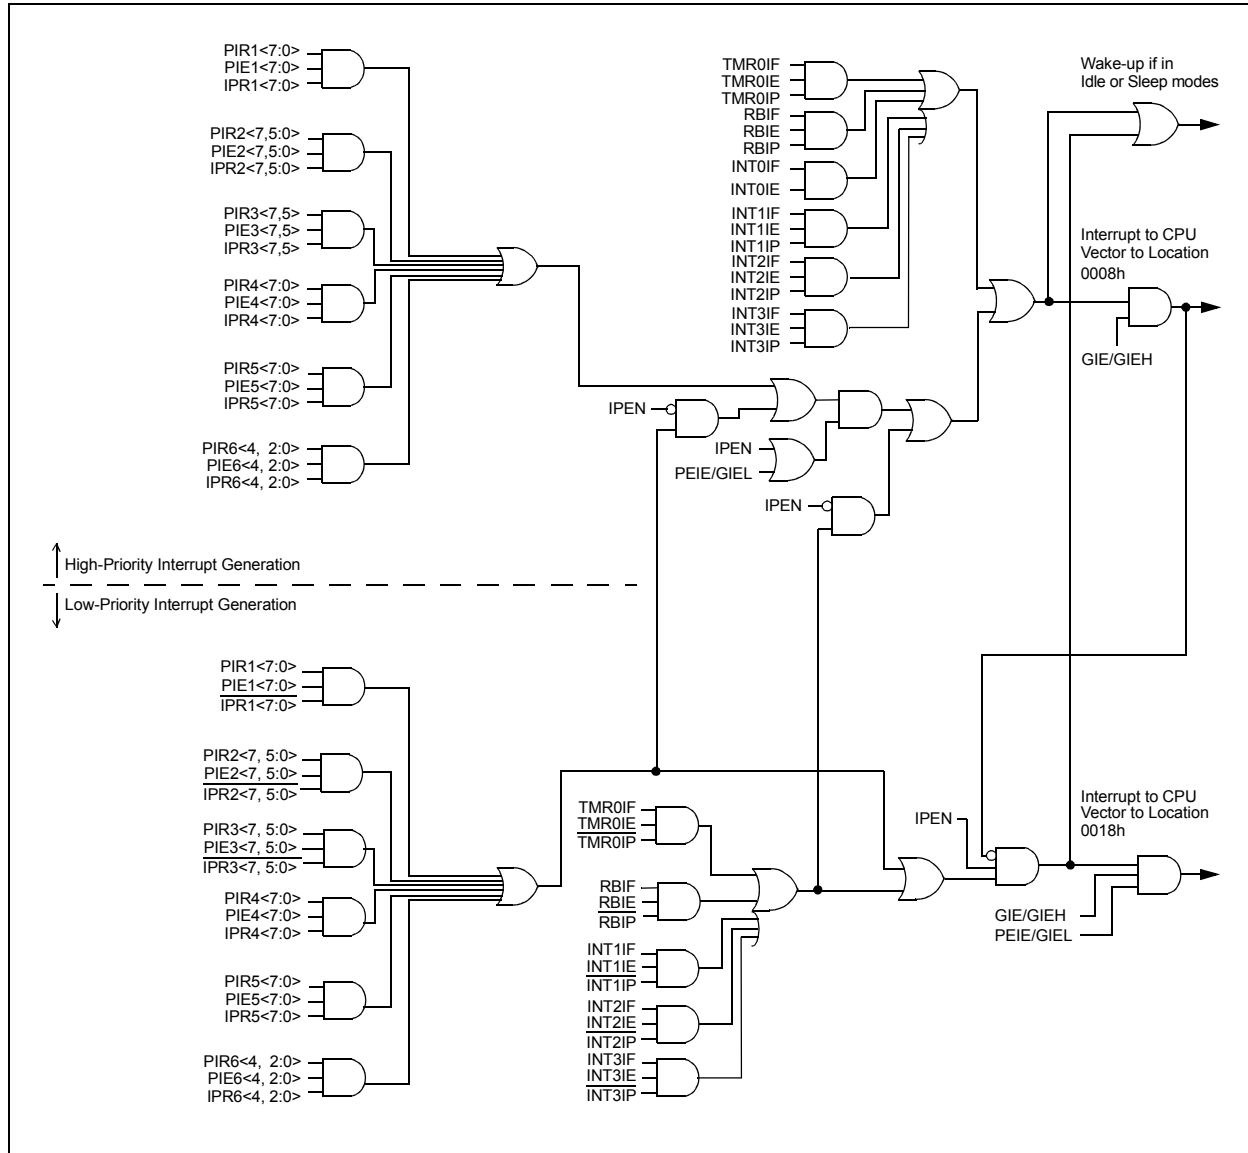 PIR1<7:0>
PIE1<7:0>
IPR1<7:0>
PIR2<7,5:0>
PIE2<7,5:0>
IPR2<7,5:0>
PIR3<7,5>
PIE3<7,5>
IPR3<7,5>
PIR4<7:0>
PIE4<7:0>
IPR4<7:0>
PIR5<7:0>
PIE5<7:0>
IPR5<7:0>
PIR6<4, 2:0>
PIE6<4, 2:0>
IPR6<4, 2:0>
TMR0IF
TMR0IE
TMR0IP
RBIF
RBIE
RBIP
INT0IF
INT0IE
INT1IF
INT1IE
INT1IP
INT2IF
INT2IE
INT2IP
INT3IF
INT3IE
INT3IP
Wake-up if in
Idle or Sleep modes
Interrupt to CPU
Vector to Location
0008h
GIE/GIEH
IPEN
IPEN
PEIE/GIEL
IPEN
High-Priority Interrupt Generation
Low-Priority Interrupt Generation
PIR1<7:0>
PIE1<7:0>
IPR1<7:0>
PIR2<7, 5:0>
PIE2<7, 5:0>
IPR2<7, 5:0>
PIR3<7, 5:0>
PIE3<7, 5:0>
IPR3<7, 5:0>
PIR4<7:0>
PIE4<7:0>
IPR4<7:0>
PIR5<7:0>
PIE5<7:0>
IPR5<7:0>
PIR6<4, 2:0>
PIE6<4, 2:0>
IPR6<4, 2:0>
TMR0IF
TMR0IE
TMR0IP
RBIF
RBIE
RBIP
INT1IF
INT1IE
INT1IP
INT2IF
INT2IE
INT2IP
INT3IF
INT3IE
INT3IP
IPEN
Interrupt to CPU
Vector to Location
0018h
GIE/GIEH
PEIE/GIEL